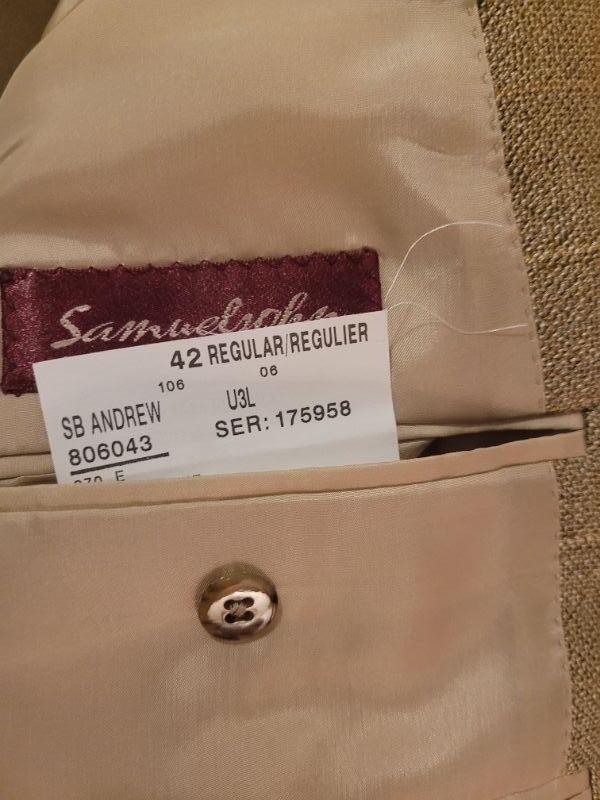 Samuelsohn
42 REGULAR/REGULIER
106 06
SB ANDREW U3L
806043 SER: 175958